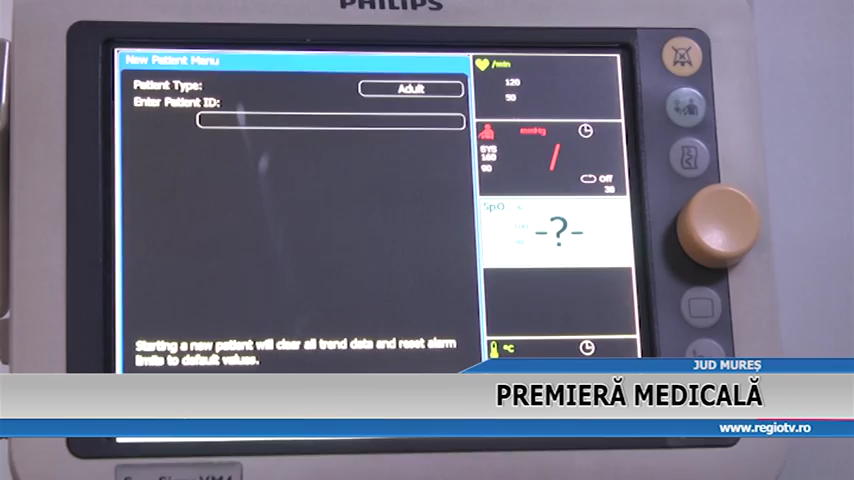 PHILIPS
New Patient Menu
Patient Type:
Adult
Enter Patient ID:
/min
120
50
mmHg
SYS
160
90
/
Off
SpO
-?-
°C
Starting a new patient will clear all trend data and reset alarm
limits to default values.
JUD MUREȘ
PREMIERĂ MEDICALĂ
www.regiotv.ro